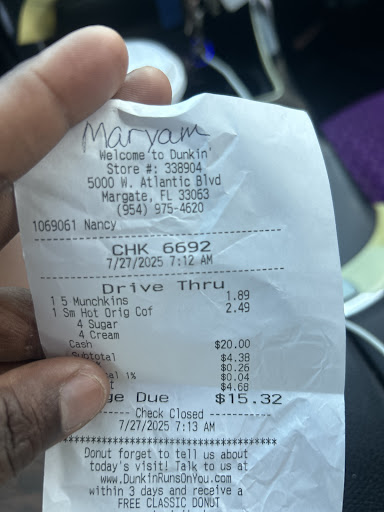 Maryam
Welcome to Dunkin'
Store #: 338904
5000 W. Atlantic Blvd
Margate, FL 33063
(954) 975-4620
1069061 Nancy
CHK 6692
7/27/2025 7:12 AM
Drive Thru
1 5 Munchkins 1.89
1 Sm Hot Orig Cof 2.49
4 Sugar
4 Cream
Cash $20.00
Subtotal $4.38
$0.26
1% $0.04
$4.68
Due $15.32
Check Closed
7/27/2025 7:13 AM
****************************************
Donut forget to tell us about
today's visit! Talk to us at
www.DunkinRunsOnYou.com
within 3 days and receive a
FREE CLASSIC DONUT